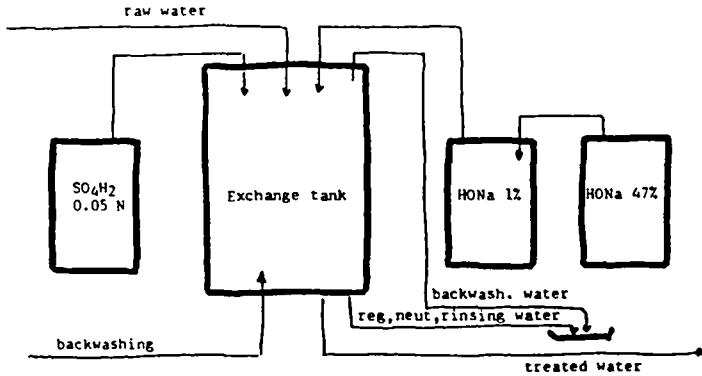 raw water
SO4H2
0.05 N
Exchange tank
HONa 1%
HONa 47%
backwash. water
reg,neut,rinsing water
backwashing
treated water